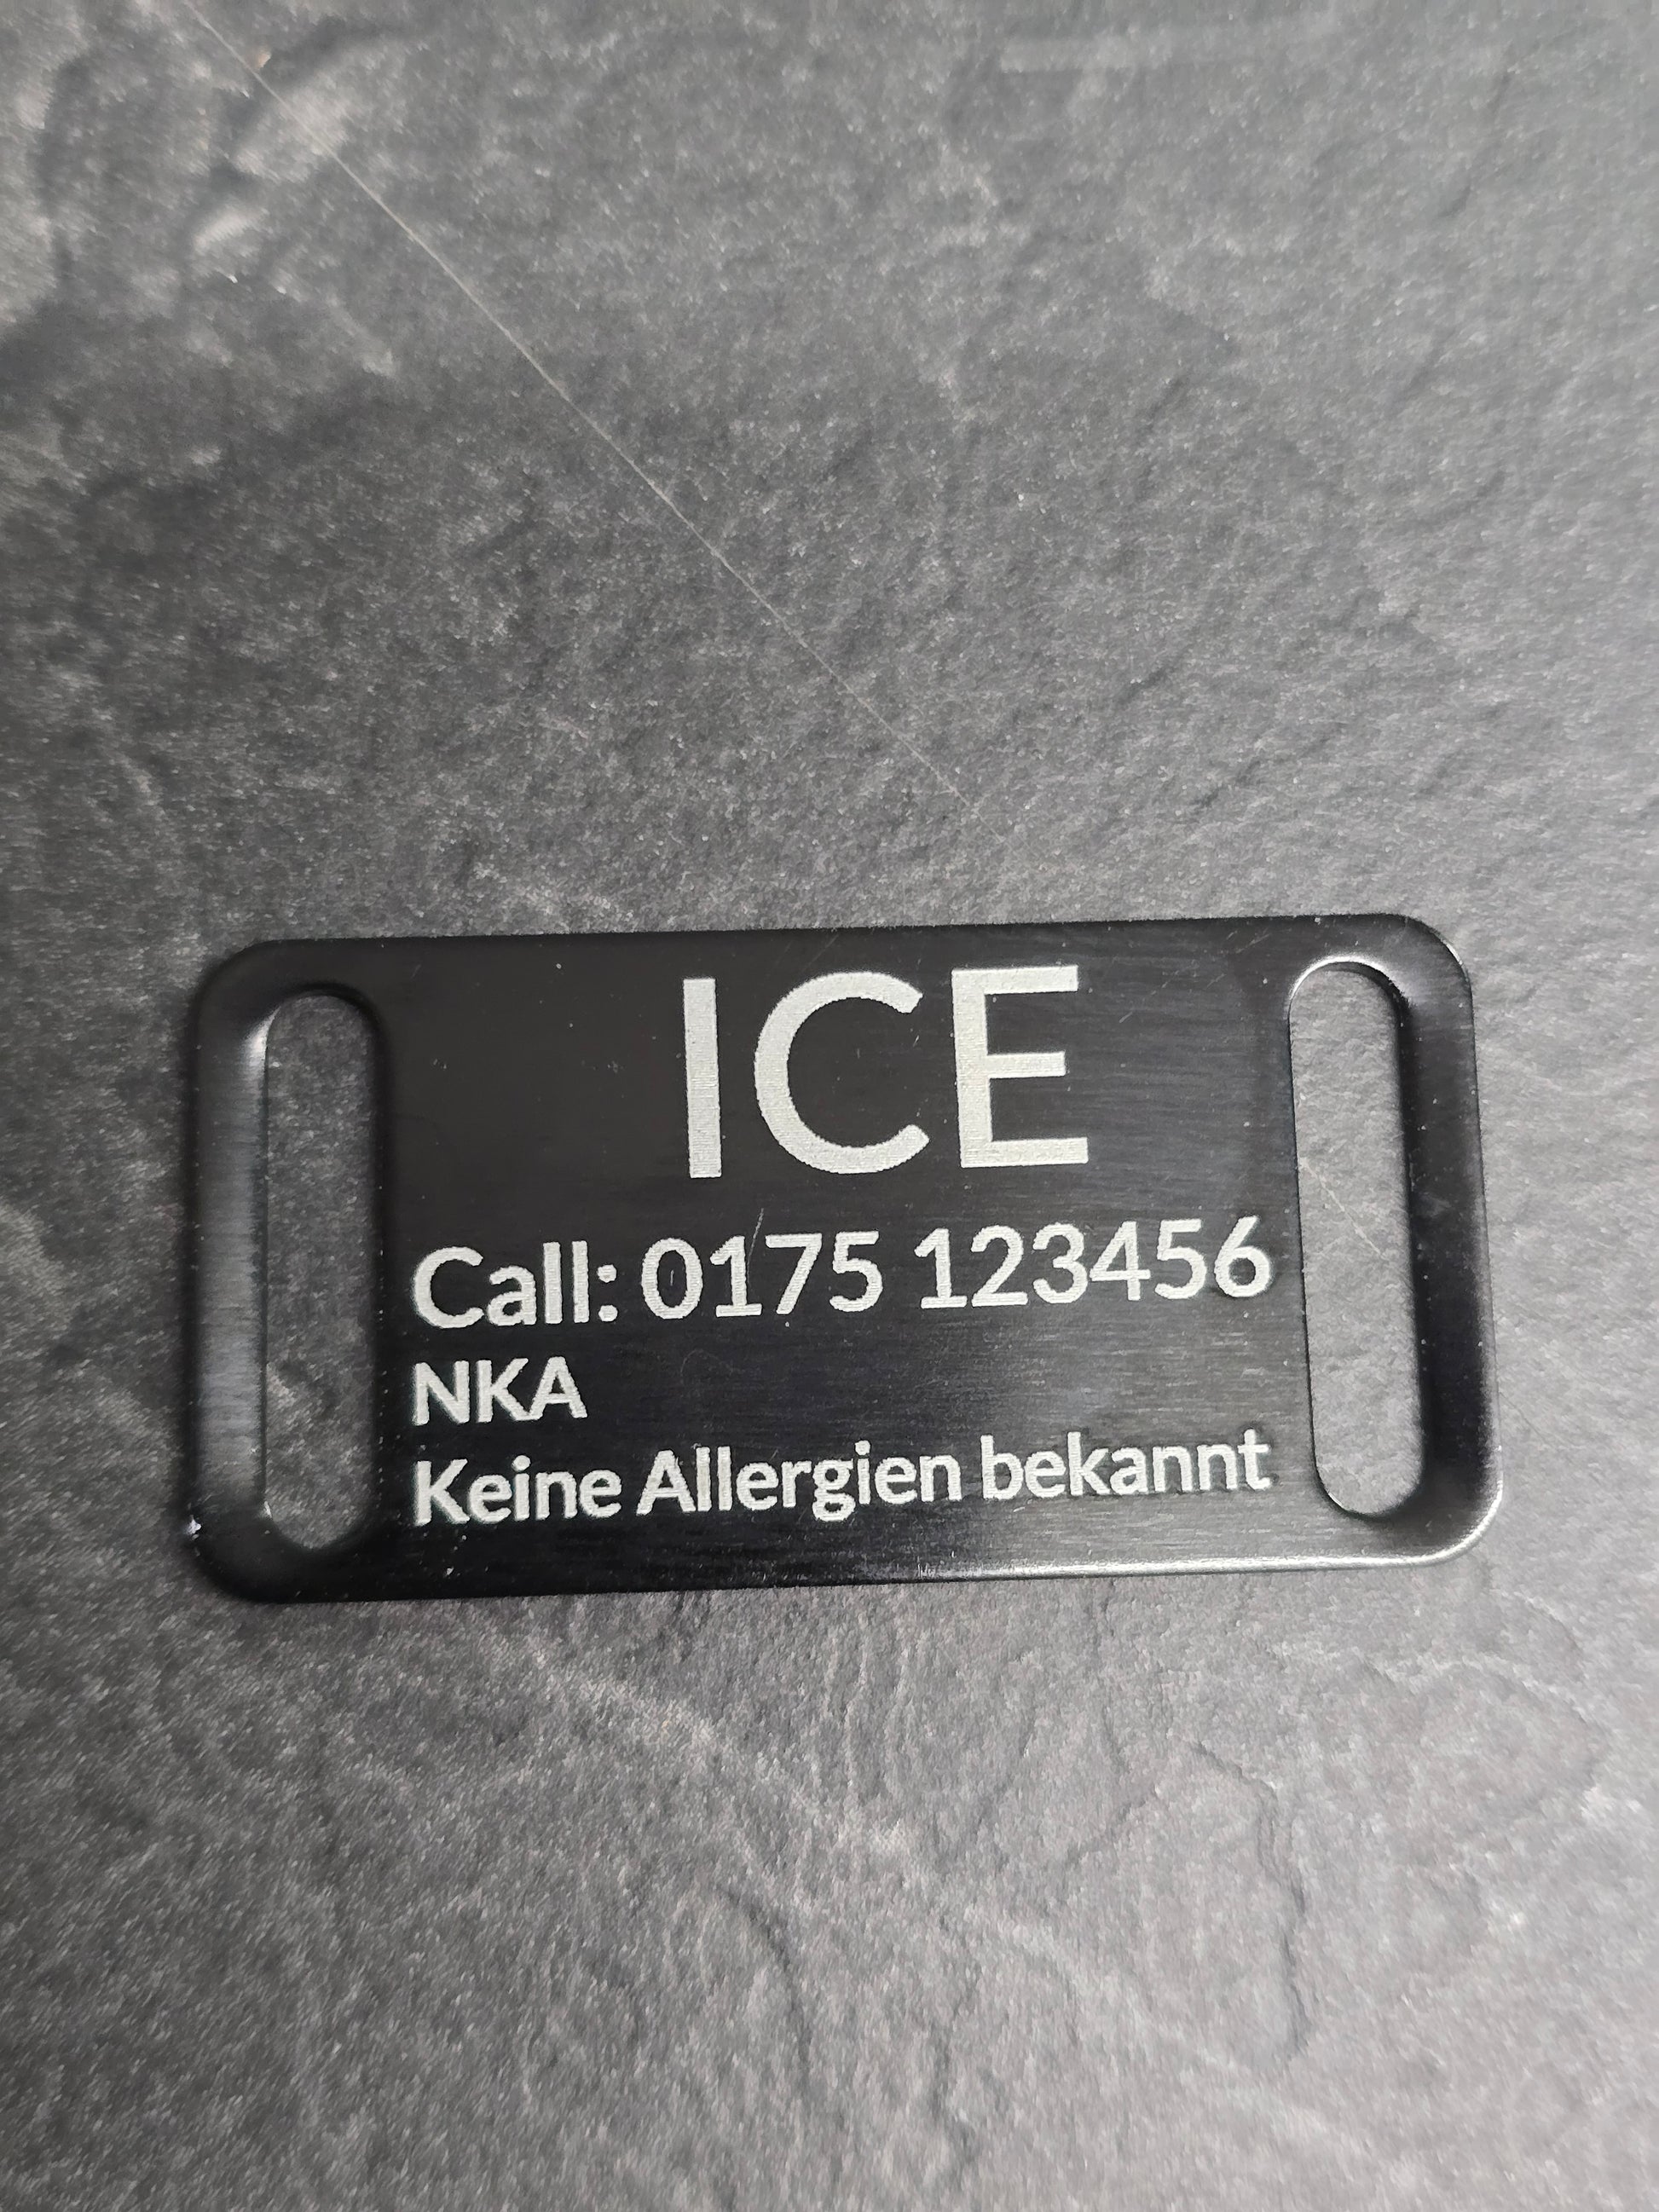 ICE
Call: 0175 123456
NKA
Keine Allergien bekannt